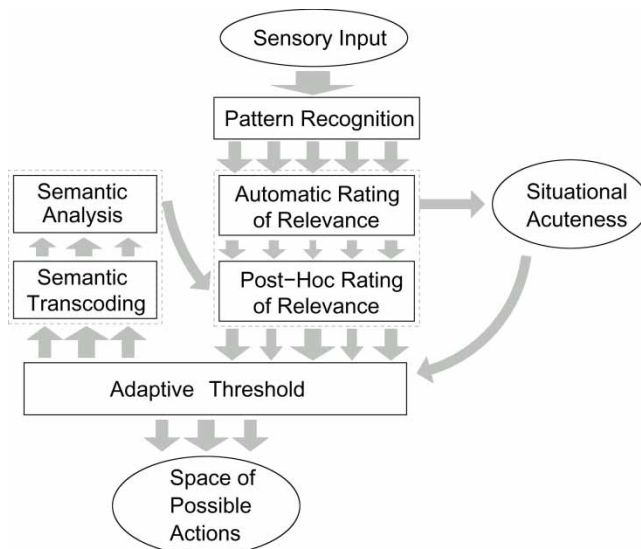 Sensory Input
Pattern Recognition
Automatic Rating
of Relevance
Situational
Acuteness
Semantic
Analysis
Semantic
Transcoding
Post-Hoc Rating
of Relevance
Adaptive Threshold
Space of
Possible
Actions